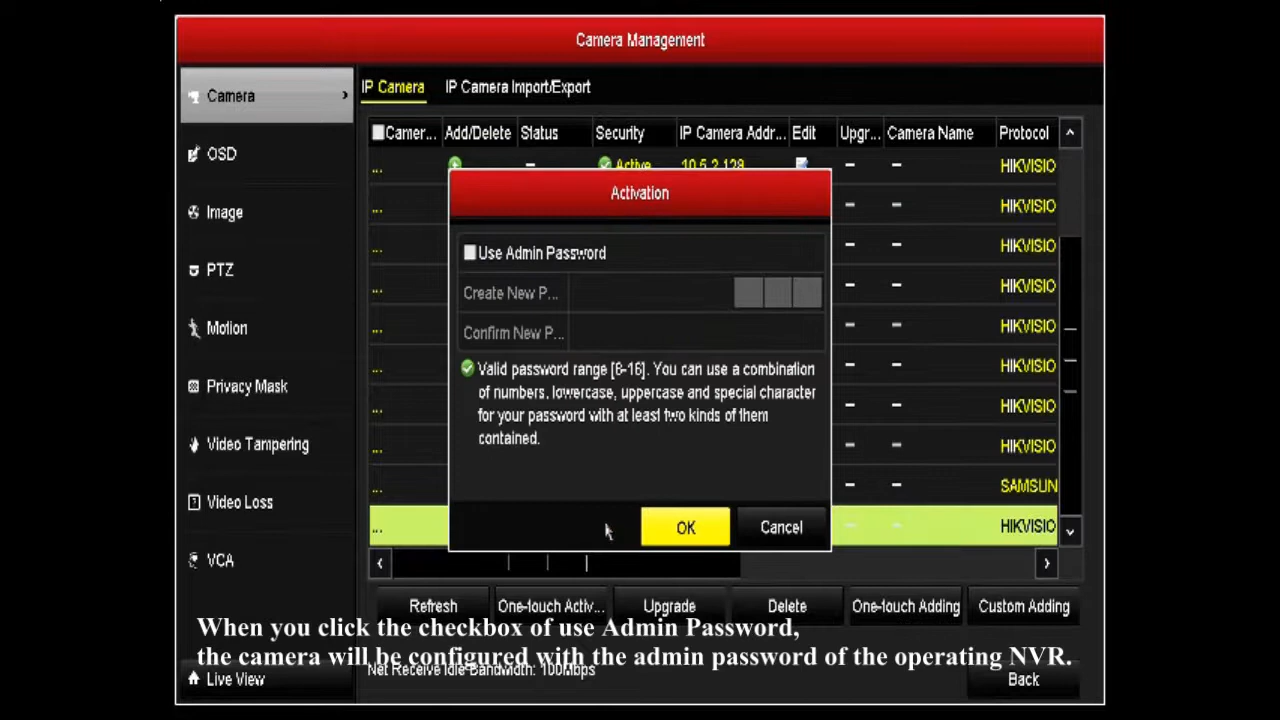 Camera Management
Camera
OSD
Image
PTZ
Motion
Privacy Mask
Video Tampering
Video Loss
VCA
Live View
IP Camera IP Camera Import/Export
Camer... Add/Delete Status Security IP Camera Addr... Edit Upgr... Camera Name Protocol
... – Active 10.5.2.128 – – HIKVISIO
... – – HIKVISIO
... – – HIKVISIO
... – – HIKVISIO
... – – HIKVISIO
... – – HIKVISIO
... – – HIKVISIO
... – – HIKVISIO
... – – SAMSUN
... – – HIKVISIO
Activation
Use Admin Password
Create New P...
Confirm New P...
Valid password range [8-16]. You can use a combination
of numbers, lowercase, uppercase and special character
for your password with at least two kinds of them
contained.
OK Cancel
Refresh One-touch Activ... Upgrade Delete One-touch Adding Custom Adding
When you click the checkbox of use Admin Password,
the camera will be configured with the admin password of the operating NVR.
Net Receive Idle Bandwidth: 100Mbps
Back